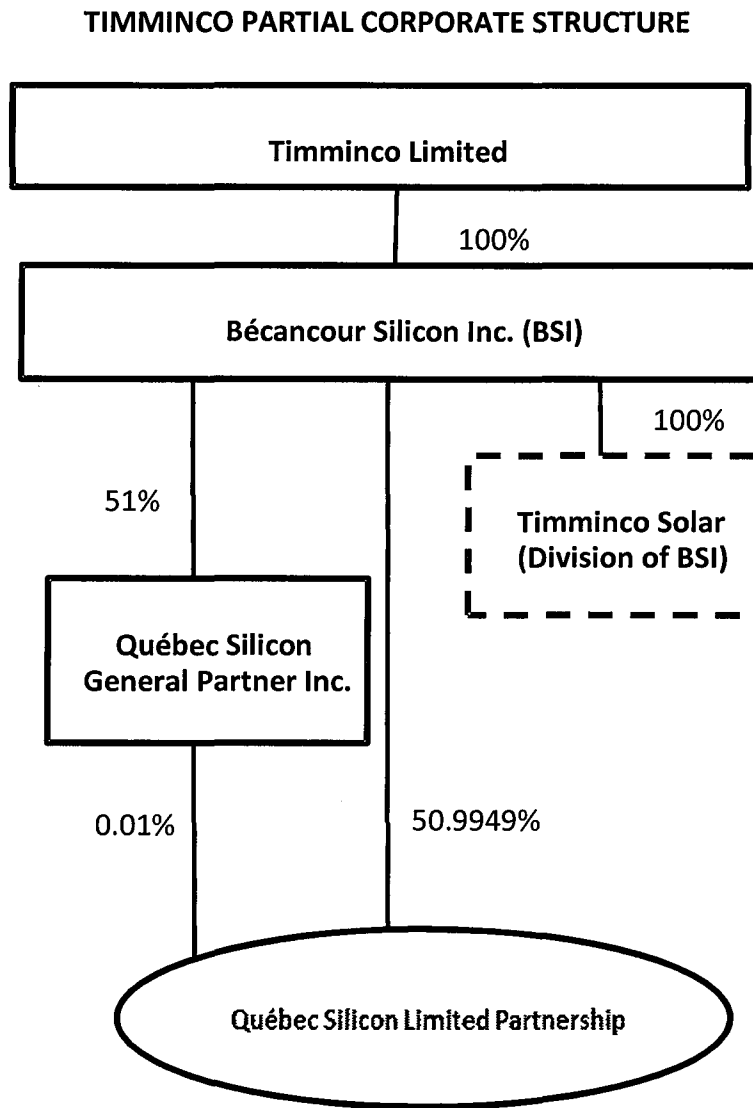 TIMMINCO PARTIAL CORPORATE STRUCTURE
Timminco Limited
100%
Bécancour Silicon Inc. (BSI)
100%
51%
Timminco Solar
(Division of BSI)
Québec Silicon
General Partner Inc.
0.01%
50.9949%
Québec Silicon Limited Partnership